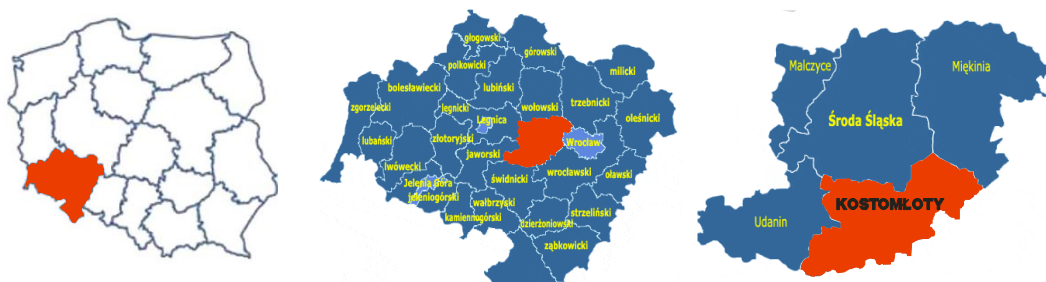 głogowski
górowski
polkowicki
milicki
bolesławiecki
lubiński
trzebnicki
zgorzelecki
legnicki
wołowski
oleśnicki
Legnica
lubański
złotoryjski
Wrocław
jaworski
lwówecki
świdnicki
wrocławski
oławski
Jelenia Góra
jeleniogórski
wałbrzyski
strzeliński
kamiennogórski
dzierżoniowski
ząbkowicki
Malczyce
Miękinia
Środa Śląska
KOSTOMŁOTY
Udanin